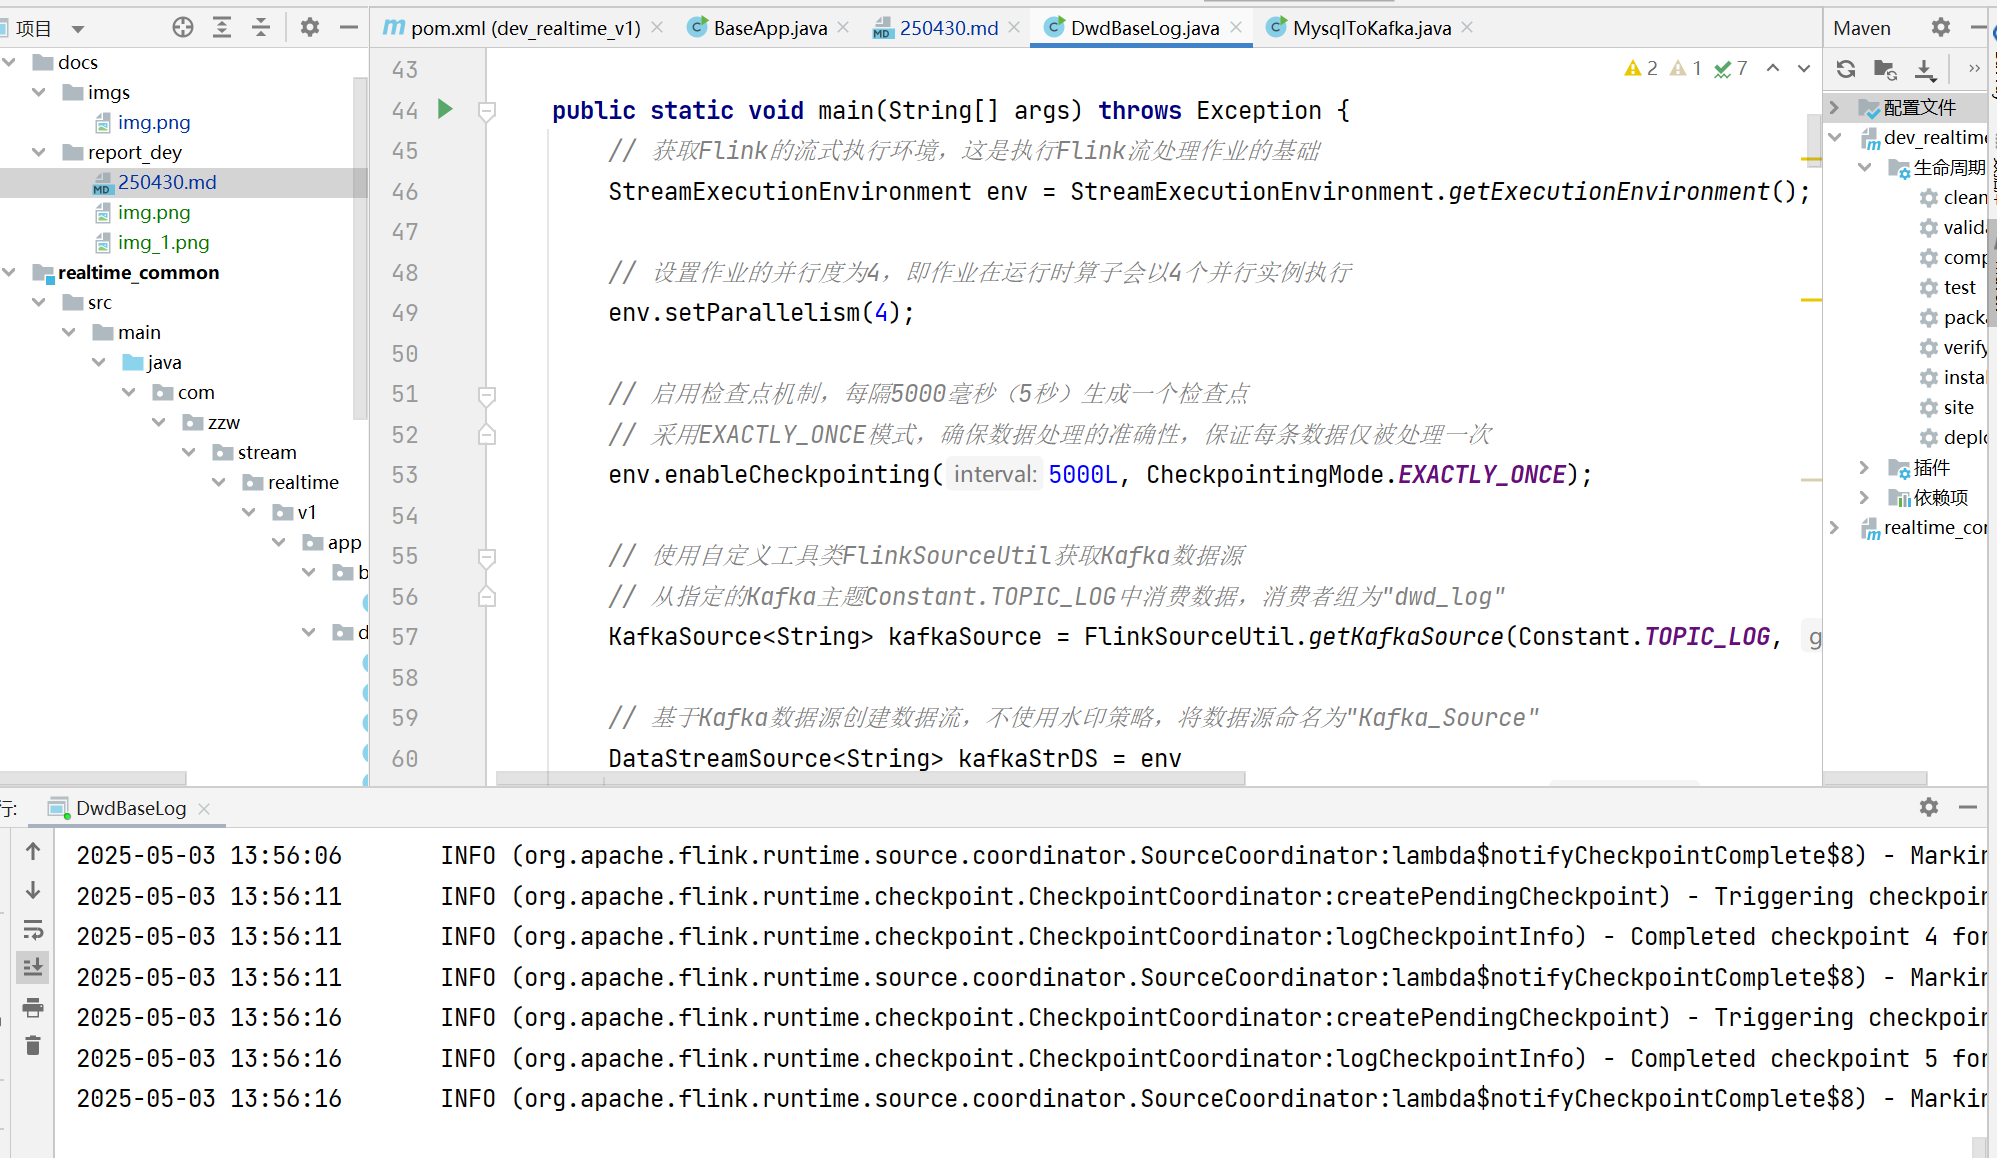 项目
pom.xml (dev_realtime_v1)
BaseApp.java
250430.md
DwdBaseLog.java
MysqlToKafka.java
Maven
docs
imgs
img.png
report_dey
250430.md
img.png
img_1.png
realtime_common
src
main
java
com
zzw
stream
realtime
v1
app
b
d
2 1 7
43
44 public static void main(String[] args) throws Exception {
45 // 获取Flink的流式执行环境，这是执行Flink流处理作业的基础
46 StreamExecutionEnvironment env = StreamExecutionEnvironment.getExecutionEnvironment();
47
48 // 设置作业的并行度为4，即作业在运行时算子会以4个并行实例执行
49 env.setParallelism(4);
50
51 // 启用检查点机制，每隔5000毫秒（5秒）生成一个检查点
52 // 采用EXACTLY_ONCE模式，确保数据处理的准确性，保证每条数据仅被处理一次
53 env.enableCheckpointing( interval: 5000L, CheckpointingMode.EXACTLY_ONCE);
54
55 // 使用自定义工具类FlinkSourceUtil获取Kafka数据源
56 // 从指定的Kafka主题Constant.TOPIC_LOG中消费数据，消费者组为"dwd_log"
57 KafkaSource<String> kafkaSource = FlinkSourceUtil.getKafkaSource(Constant.TOPIC_LOG, g
58
59 // 基于Kafka数据源创建数据流，不使用水印策略，将数据源命名为"Kafka_Source"
60 DataStreamSource<String> kafkaStrDS = env
配置文件
dev_realtime
生命周期
clean
valida
comp
test
packa
verify
instal
site
deplo
插件
依赖项
realtime_cor
行:
DwdBaseLog
2025-05-03 13:56:06 INFO (org.apache.flink.runtime.source.coordinator.SourceCoordinator:lambda$notifyCheckpointComplete$8) - Markin
2025-05-03 13:56:11 INFO (org.apache.flink.runtime.checkpoint.CheckpointCoordinator:createPendingCheckpoint) - Triggering checkpoin
2025-05-03 13:56:11 INFO (org.apache.flink.runtime.checkpoint.CheckpointCoordinator:logCheckpointInfo) - Completed checkpoint 4 for
2025-05-03 13:56:11 INFO (org.apache.flink.runtime.source.coordinator.SourceCoordinator:lambda$notifyCheckpointComplete$8) - Markin
2025-05-03 13:56:16 INFO (org.apache.flink.runtime.checkpoint.CheckpointCoordinator:createPendingCheckpoint) - Triggering checkpoin
2025-05-03 13:56:16 INFO (org.apache.flink.runtime.checkpoint.CheckpointCoordinator:logCheckpointInfo) - Completed checkpoint 5 for
2025-05-03 13:56:16 INFO (org.apache.flink.runtime.source.coordinator.SourceCoordinator:lambda$notifyCheckpointComplete$8) - Markin